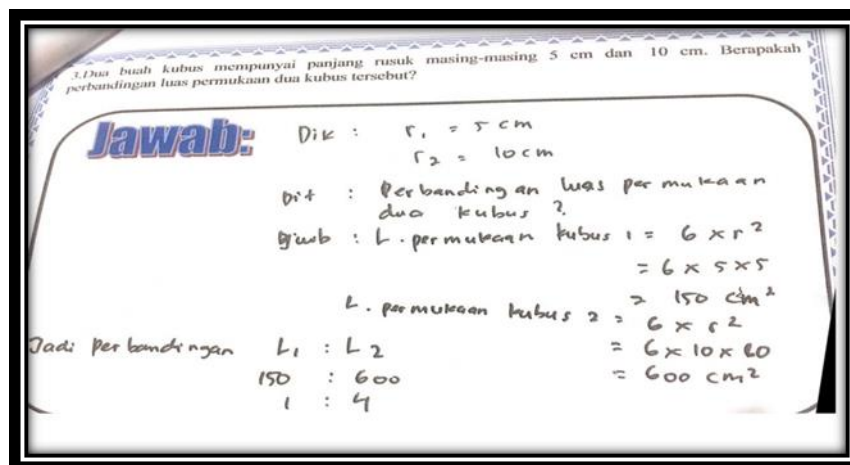 3.Dua buah kubus mempunyai panjang rusuk masing-masing 5 cm dan 10 cm. Berapakah
perbandingan luas permukaan dua kubus tersebut?
Jawab:
Dik : r₁ = 5 cm
r₂ = 10 cm
Dit : Perbandingan luas permukaan
dua kubus ?
Djwb : L. permukaan kubus 1 = 6 × r²
= 6 × 5 × 5
= 150 cm²
L. permukaan kubus 2 = 6 × r²
= 6 × 10 × 10
= 600 cm²
Jadi Perbandingan L₁ : L₂
150 : 600
1 : 4